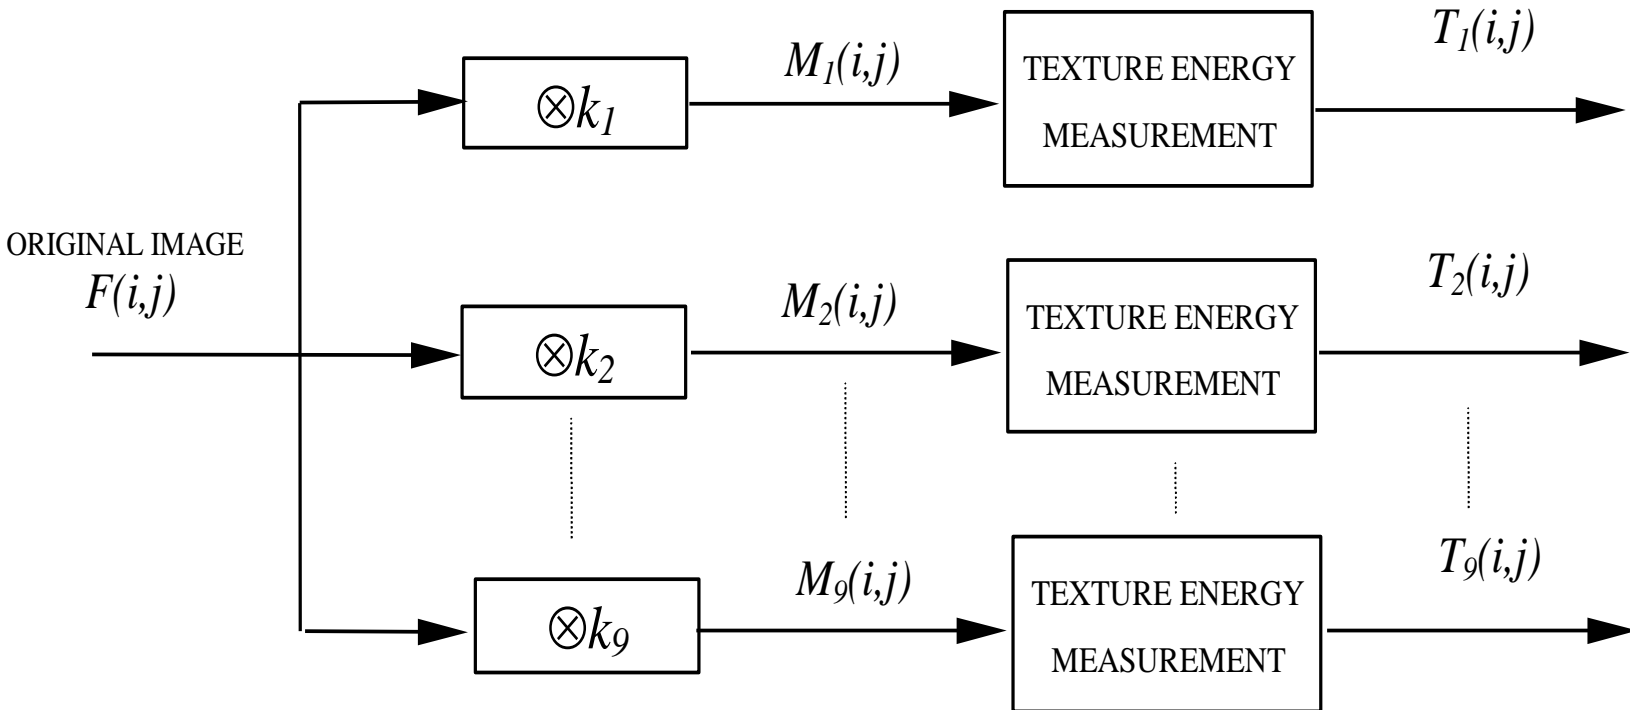 T₁(i,j)
M₁(i,j)
TEXTURE ENERGY
MEASUREMENT
⊗k₁
ORIGINAL IMAGE
F(i,j)
T₂(i,j)
M₂(i,j)
TEXTURE ENERGY
MEASUREMENT
⊗k₂
T₉(i,j)
M₉(i,j)
TEXTURE ENERGY
MEASUREMENT
⊗k₉